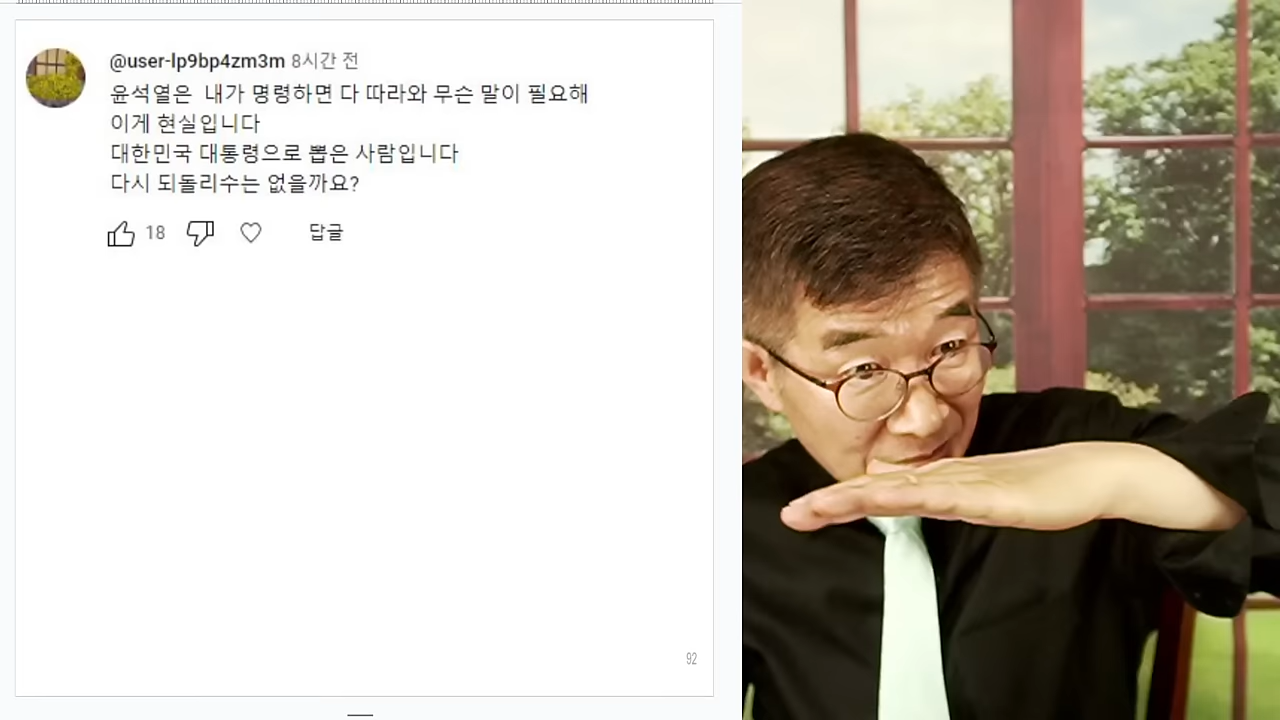 @user-lp9bp4zm3m 8시간 전
윤석열은 내가 명령하면 다 따라와 무슨 말이 필요해
이게 현실입니다
대한민국 대통령으로 뽑은 사람입니다
다시 되돌리수는 없을까요?
18 답글
92